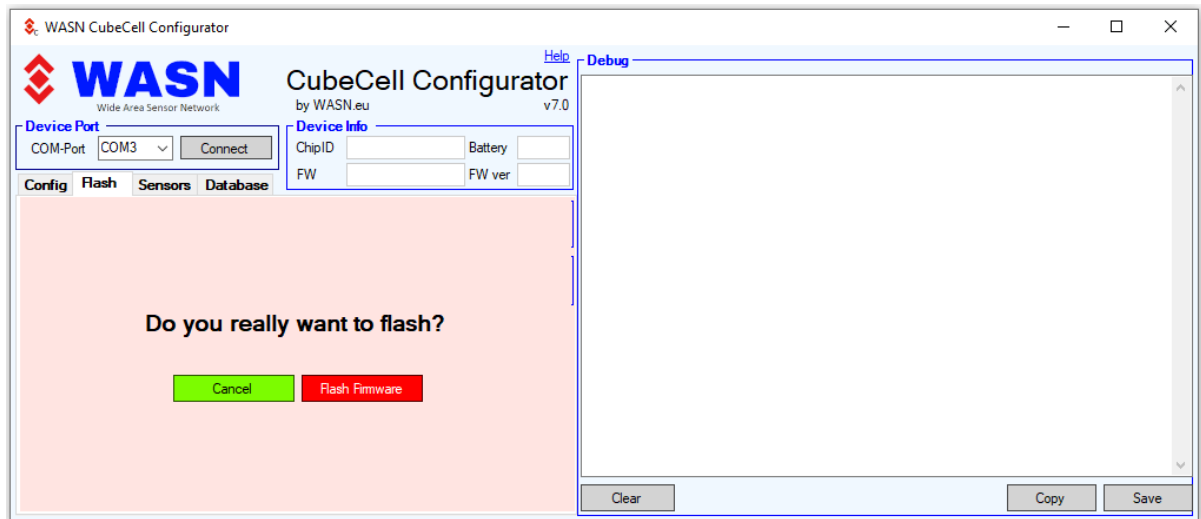 WASN CubeCell Configurator
WASN
Wide Area Sensor Network
Help
CubeCell Configurator
by WASN.eu v7.0
Device Port
COM-Port COM3 Connect
Device Info
ChipID Battery
FW FW ver
Config Flash Sensors Database
Do you really want to flash?
Cancel Flash Firmware
Debug
Clear Copy Save